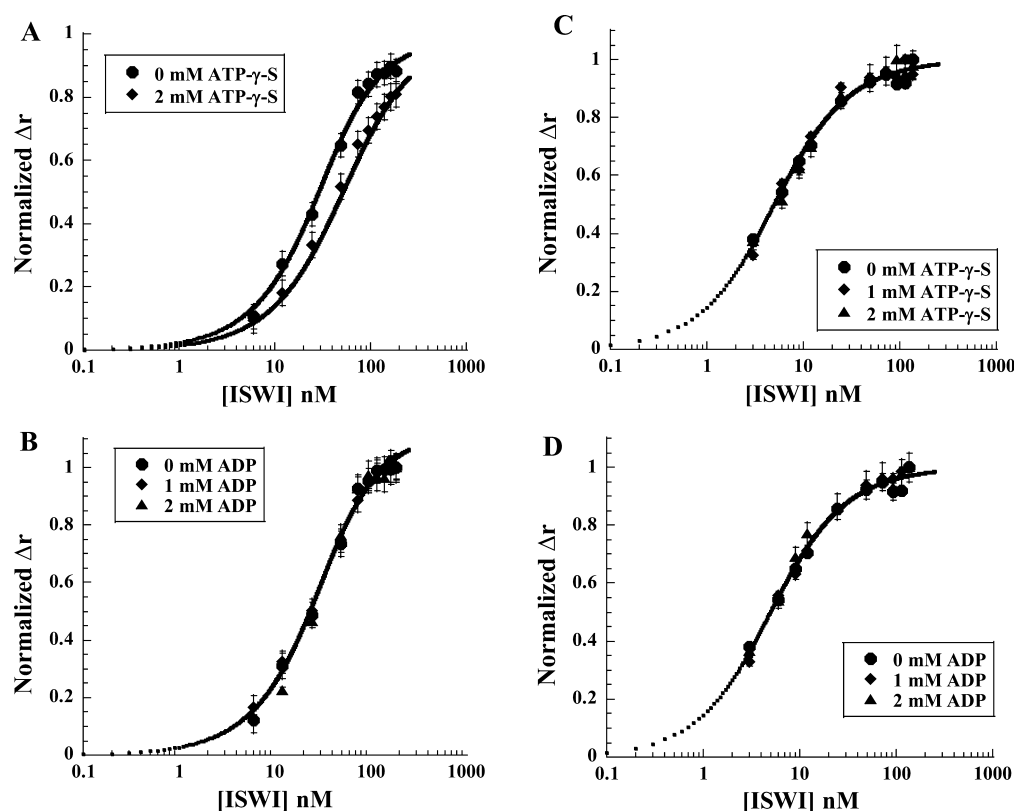 A
Normalized Δr
1
0.8
0.6
0.4
0.2
0
0 mM ATP-γ-S
2 mM ATP-γ-S
0.1 1 10 100 1000
[ISWI] nM
C
Normalized Δr
1
0.8
0.6
0.4
0.2
0
0 mM ATP-γ-S
1 mM ATP-γ-S
2 mM ATP-γ-S
0.1 1 10 100 1000
[ISWI] nM
B
Normalized Δr
1
0.8
0.6
0.4
0.2
0
0 mM ADP
1 mM ADP
2 mM ADP
0.1 1 10 100 1000
[ISWI] nM
D
Normalized Δr
1
0.8
0.6
0.4
0.2
0
0 mM ADP
1 mM ADP
2 mM ADP
0.1 1 10 100 1000
[ISWI] nM